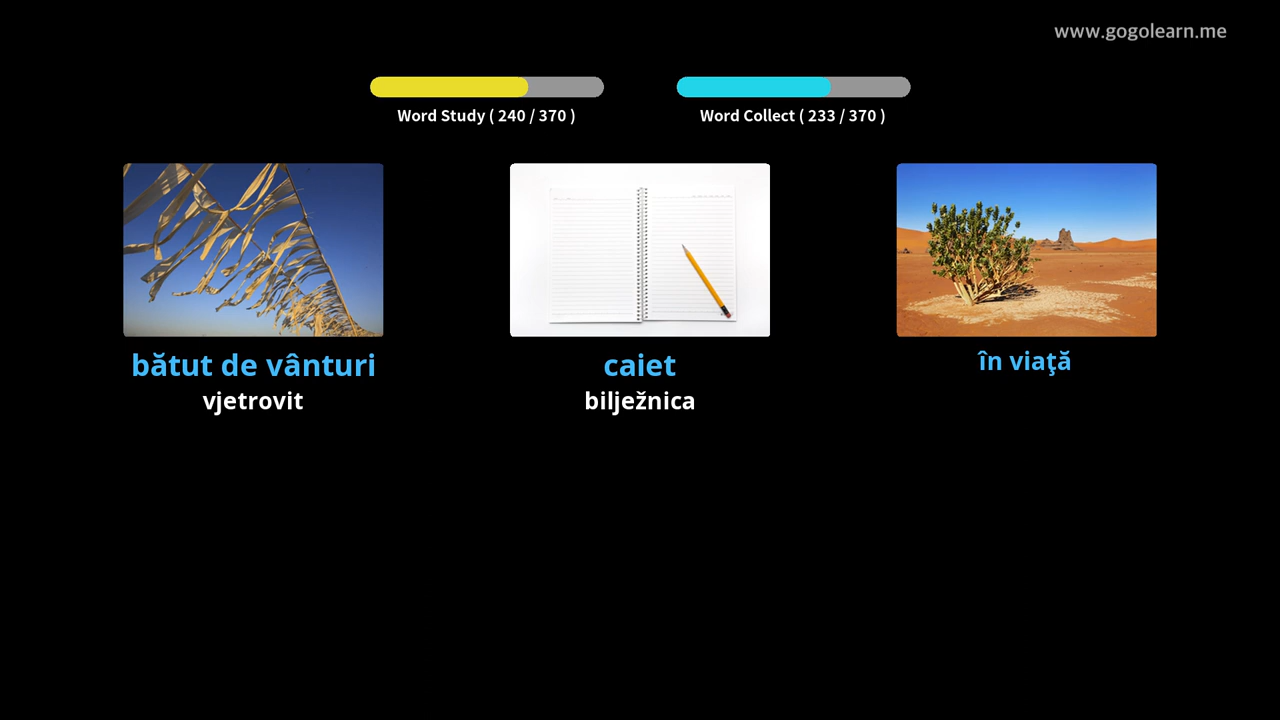 www.gogolearn.me
Word Study ( 240 / 370 )
Word Collect ( 233 / 370 )
bătut de vânturi
vjetrovit
caiet
bilježnica
în viaţă